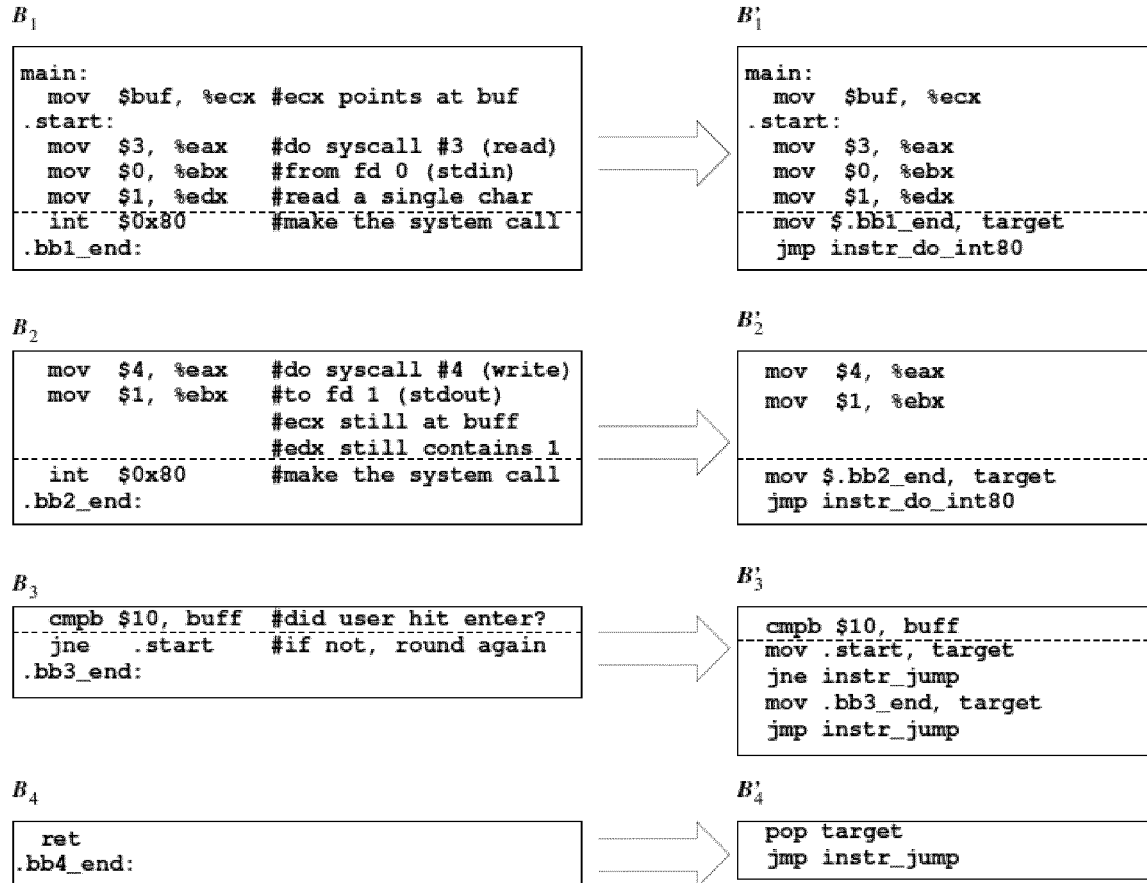 B1
B'1
main:
mov $buf, %ecx #ecx points at buf
.start:
mov $3, %eax #do syscall #3 (read)
mov $0, %ebx #from fd 0 (stdin)
mov $1, %edx #read a single char
int $0x80 #make the system call
.bb1_end:
main:
mov $buf, %ecx
.start:
mov $3, %eax
mov $0, %ebx
mov $1, %edx
mov $.bb1_end, target
jmp instr_do_int80
B2
B'2
mov $4, %eax #do syscall #4 (write)
mov $1, %ebx #to fd 1 (stdout)
#ecx still at buff
#edx still contains 1
int $0x80 #make the system call
.bb2_end:
mov $4, %eax
mov $1, %ebx
mov $.bb2_end, target
jmp instr_do_int80
B3
B'3
cmpb $10, buff #did user hit enter?
jne .start #if not, round again
.bb3_end:
cmpb $10, buff
mov .start, target
jne instr_jump
mov .bb3_end, target
jmp instr_jump
B4
B'4
ret
.bb4_end:
pop target
jmp instr_jump